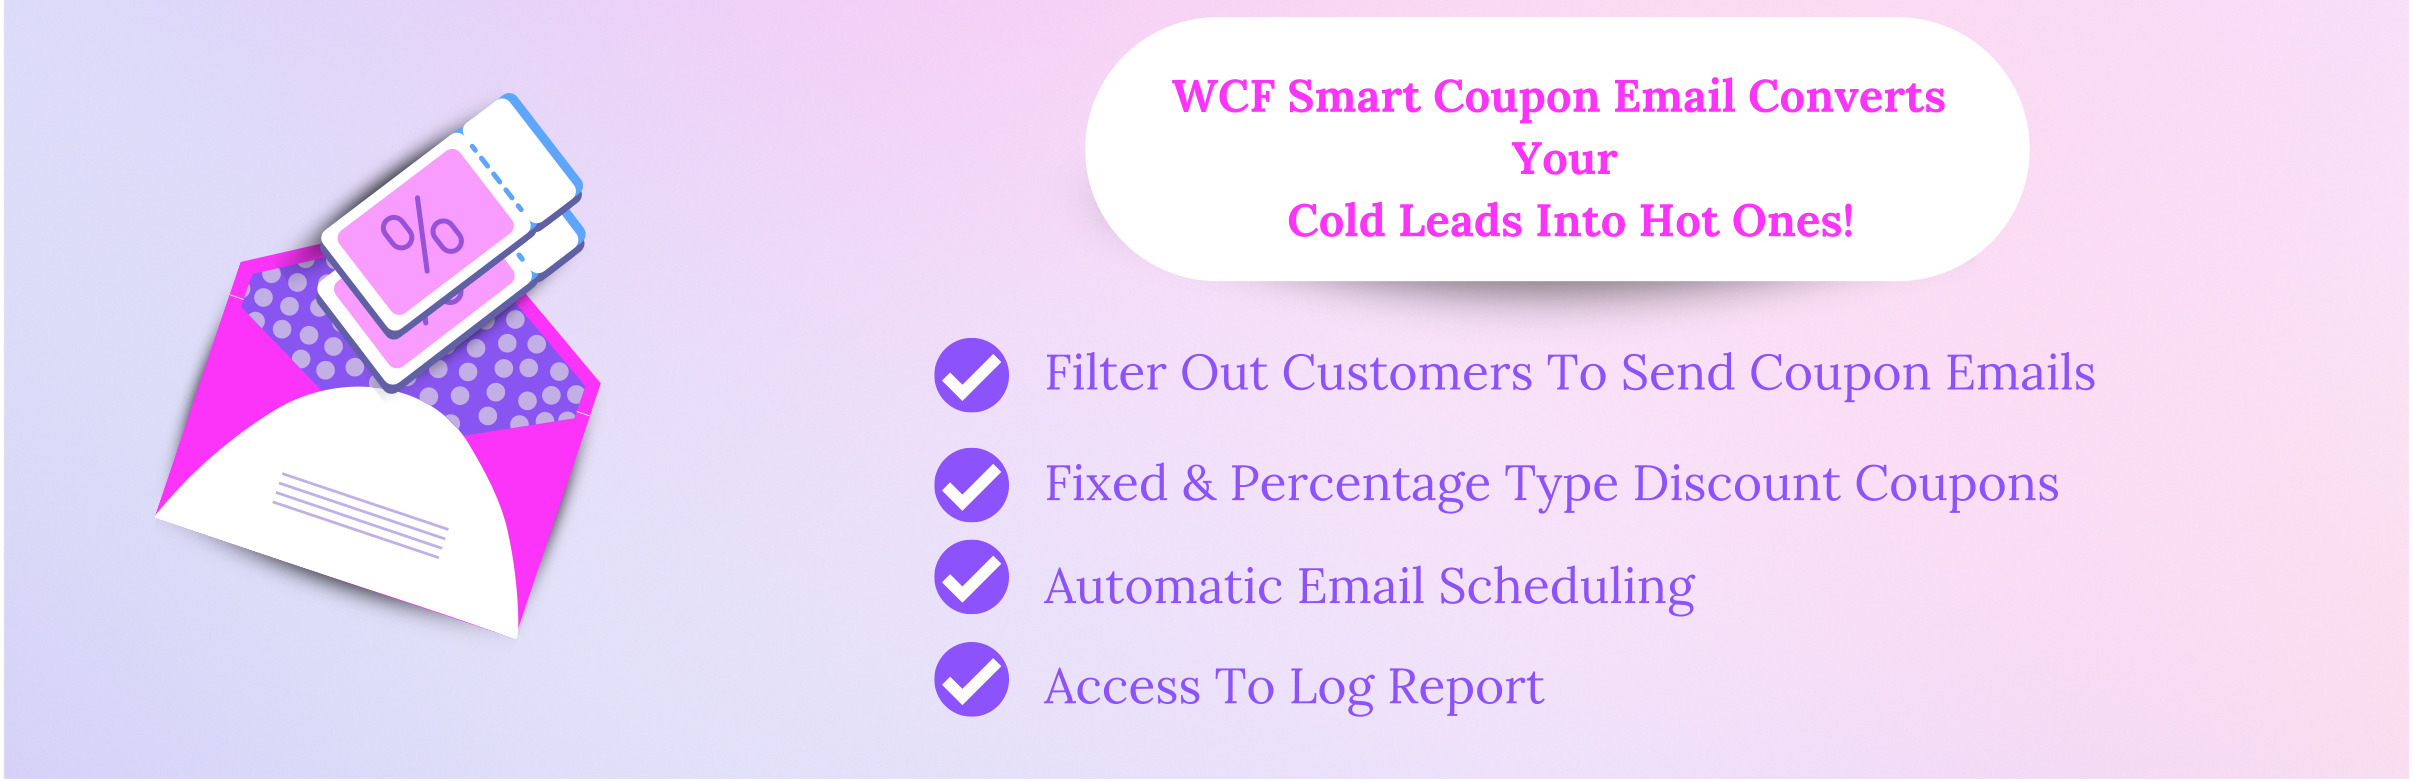 WCF Smart Coupon Email Converts
Your
Cold Leads Into Hot Ones!
%
Filter Out Customers To Send Coupon Emails
Fixed & Percentage Type Discount Coupons
Automatic Email Scheduling
Access To Log Report